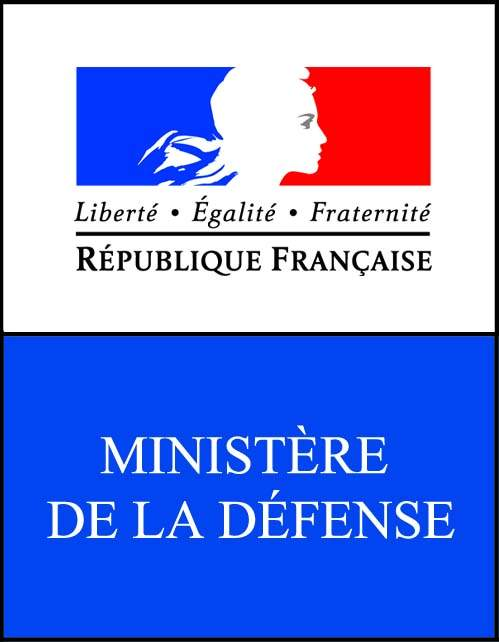 Liberté • Égalité • Fraternité
RÉPUBLIQUE FRANÇAISE
MINISTÈRE
DE LA DÉFENSE